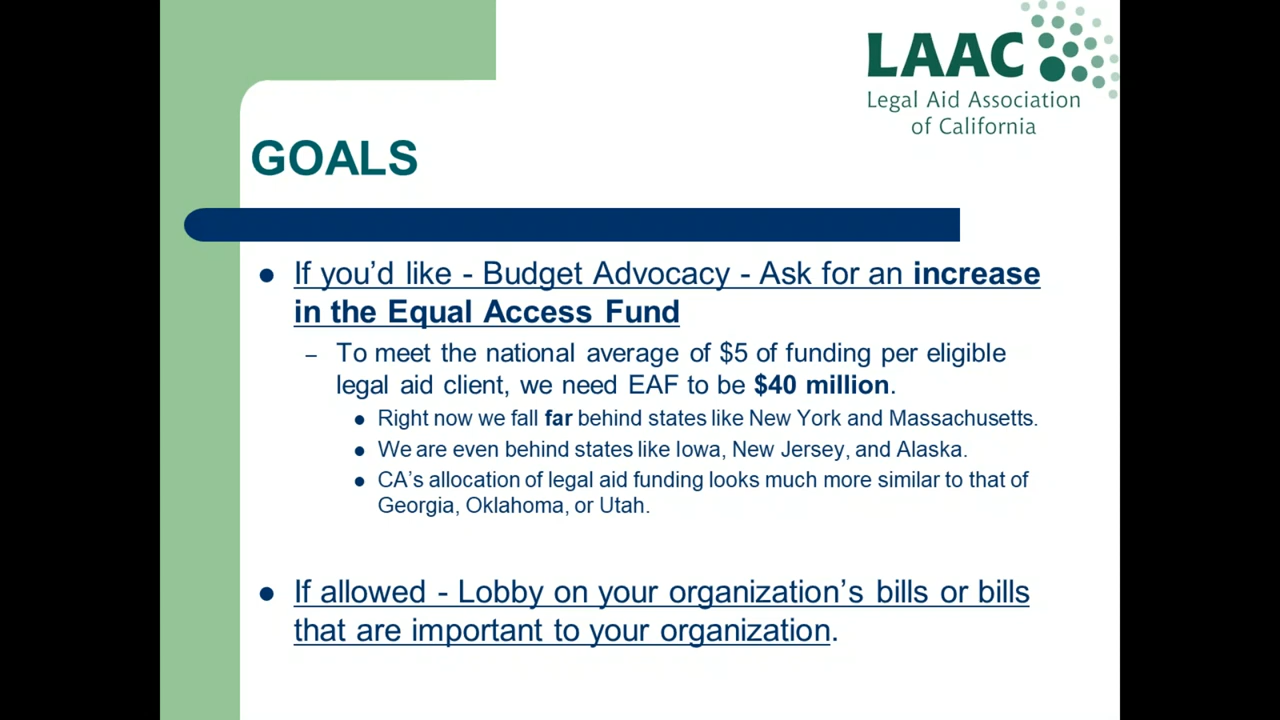 LAAC
Legal Aid Association
of California
GOALS
● If you’d like - Budget Advocacy - Ask for an increase
in the Equal Access Fund
– To meet the national average of $5 of funding per eligible
legal aid client, we need EAF to be $40 million.
● Right now we fall far behind states like New York and Massachusetts.
● We are even behind states like Iowa, New Jersey, and Alaska.
● CA’s allocation of legal aid funding looks much more similar to that of
Georgia, Oklahoma, or Utah.
● If allowed - Lobby on your organization’s bills or bills
that are important to your organization.